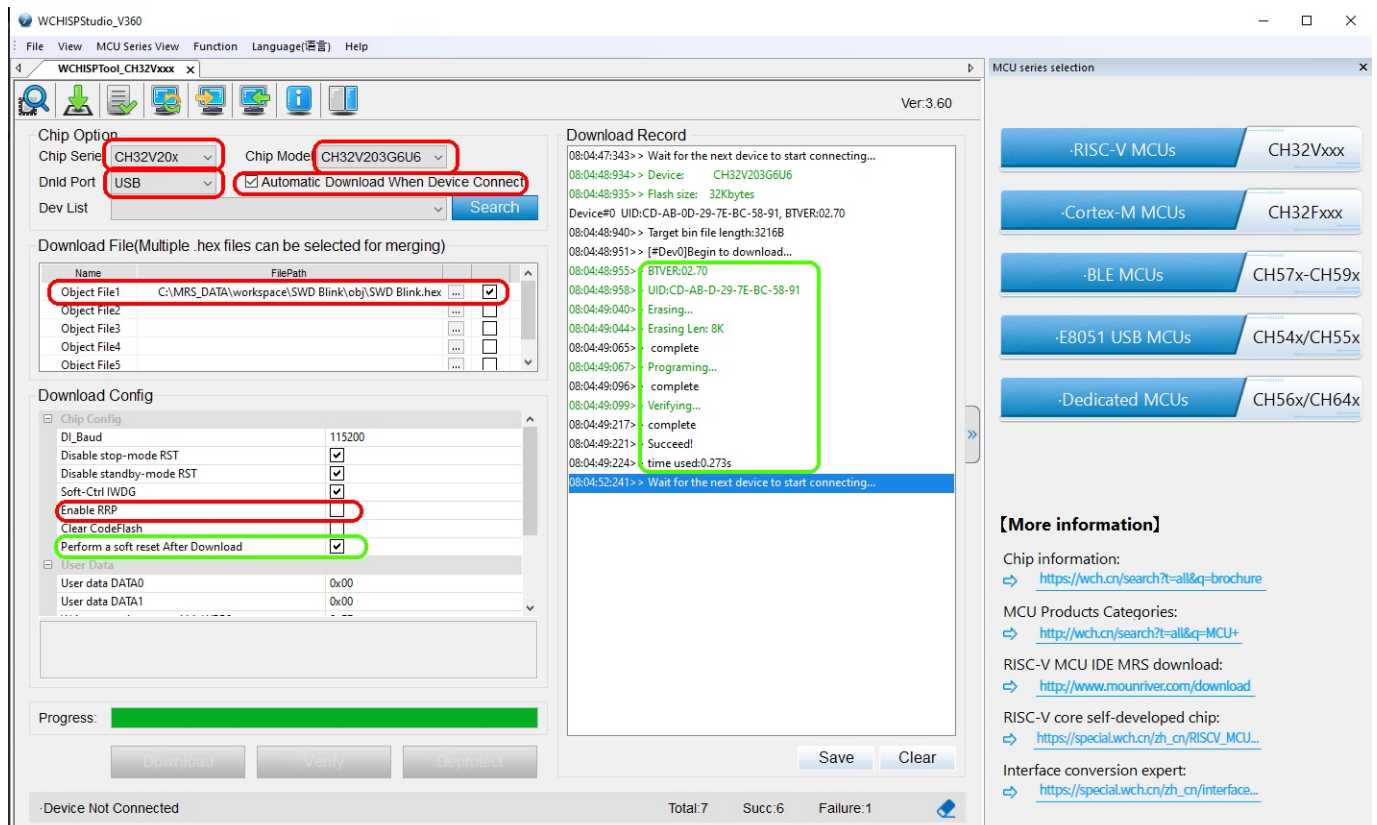 WCHISPStudio_V360
File View MCU Series View Function Language(语言) Help
WCHISPTool_CH32Vxxx x
MCU series selection
Ver:3.60
Chip Option
Chip Serie CH32V20x Chip Model CH32V203G6U6
Dnld Port USB Automatic Download When Device Connect
Dev List Search
Download File(Multiple .hex files can be selected for merging)
Name FilePath
Object File1 C:\MRS_DATA\workspace\SWD Blink\obj\SWD Blink.hex ...
Object File2 ...
Object File3 ...
Object File4 ...
Object File5 ...
Download Config
Chip Config
DI_Baud 115200
Disable stop-mode RST
Disable standby-mode RST
Soft-Ctrl IWDG
Enable RRP
Clear CodeFlash
Perform a soft reset After Download
User Data
User data DATA0 0x00
User data DATA1 0x00
Progress:
Download Verify Deprotect
Download Record
08:04:47:343>> Wait for the next device to start connecting...
08:04:48:934>> Device: CH32V203G6U6
08:04:48:935>> Flash size: 32Kbytes
Device#0 UID:CD-AB-0D-29-7E-BC-58-91, BTVER:02.70
08:04:48:940>> Target bin file length:3216B
08:04:48:951>> [#Dev0]Begin to download...
08:04:48:955> BTVER:02.70
08:04:48:958> UID:CD-AB-D-29-7E-BC-58-91
08:04:49:040> Erasing...
08:04:49:044> Erasing Len: 8K
08:04:49:065> complete
08:04:49:067> Programing...
08:04:49:096> complete
08:04:49:099> Verifying...
08:04:49:217> complete
08:04:49:221> Succeed!
08:04:49:224> time used:0.273s
08:04:52:241>> Wait for the next device to start connecting...
Save Clear
·Device Not Connected Total:7 Succ:6 Failure:1
·RISC-V MCUs CH32Vxxx
·Cortex-M MCUs CH32Fxxx
·BLE MCUs CH57x-CH59x
·E8051 USB MCUs CH54x/CH55x
·Dedicated MCUs CH56x/CH64x
【More information】
Chip information:
https://wch.cn/search?t=all&q=brochure
MCU Products Categories:
http://wch.cn/search?t=all&q=MCU+
RISC-V MCU IDE MRS download:
http://www.mounriver.com/download
RISC-V core self-developed chip:
https://special.wch.cn/zh_cn/RISCV_MCU...
Interface conversion expert:
https://special.wch.cn/zh_cn/interface...